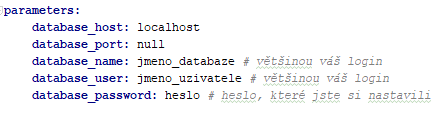 parameters:
database_host: localhost
database_port: null
database_name: jmeno_databaze # většinou váš login
database_user: jmeno_uzivatele # většinou váš login
database_password: heslo # heslo, které jste si nastavili